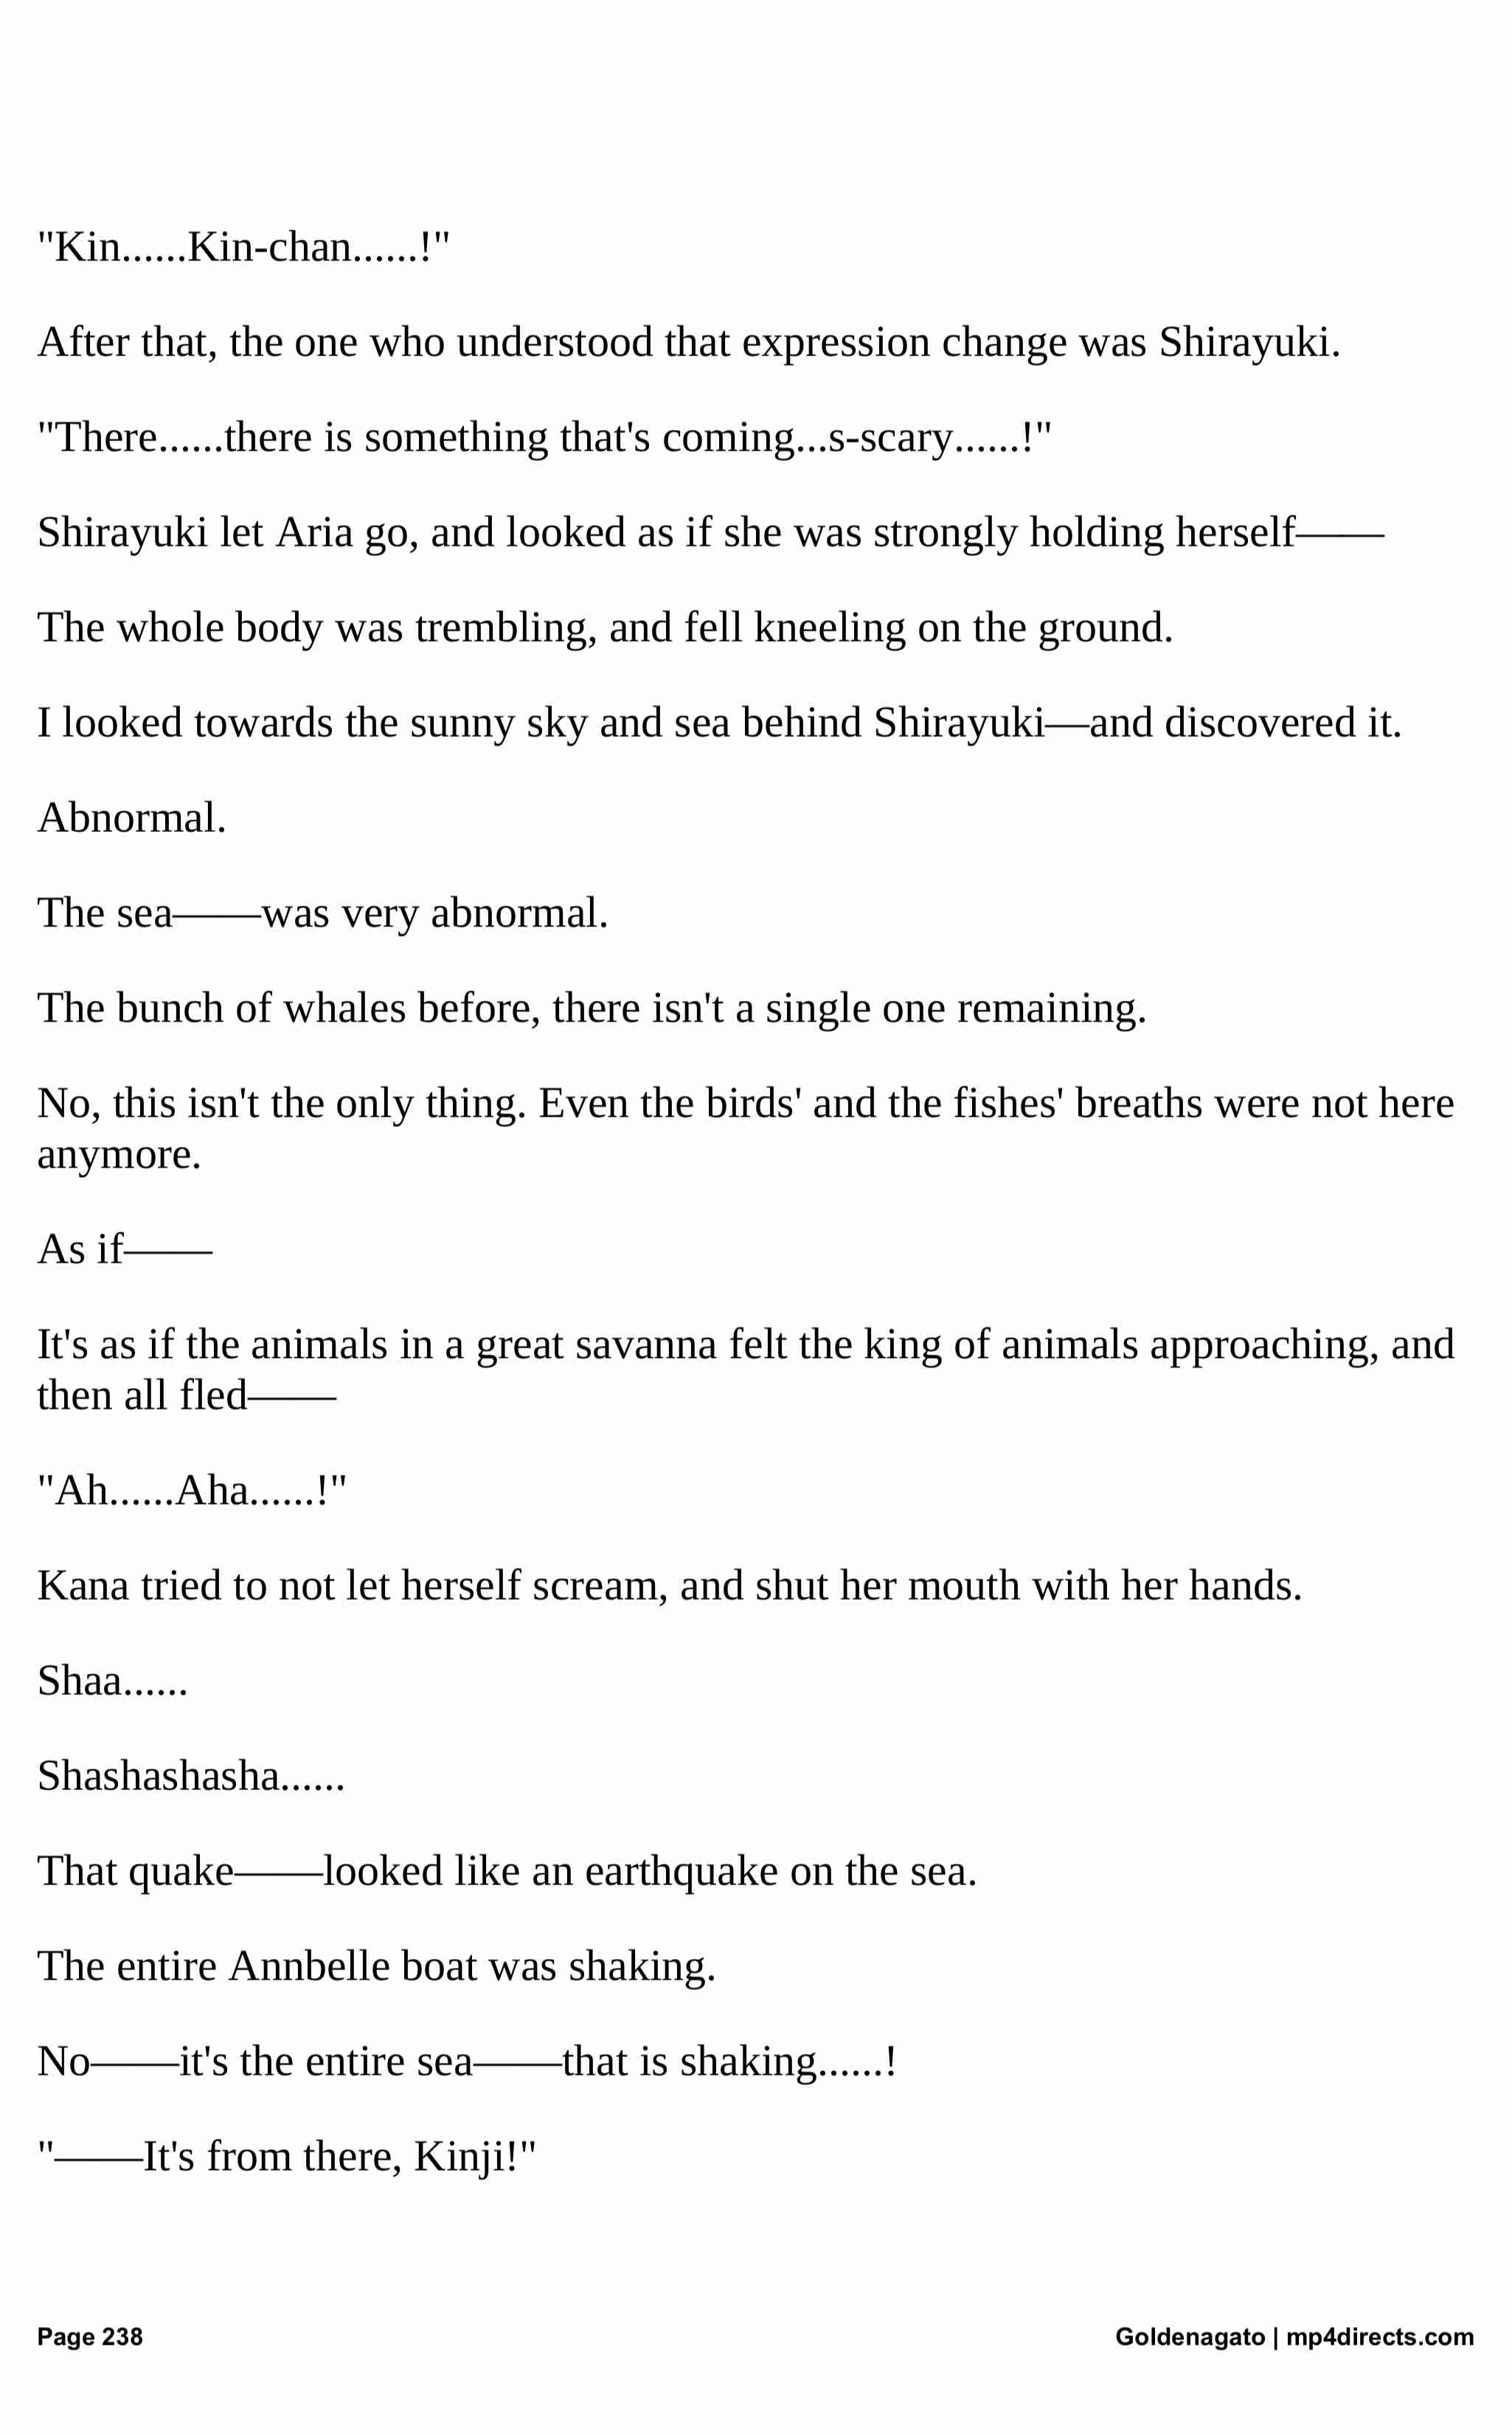 "Kin......Kin-chan......!"
After that, the one who understood that expression change was Shirayuki.
"There......there is something that's coming...s-scary......!"
Shirayuki let Aria go, and looked as if she was strongly holding herself——
The whole body was trembling, and fell kneeling on the ground.
I looked towards the sunny sky and sea behind Shirayuki—and discovered it.
Abnormal.
The sea——was very abnormal.
The bunch of whales before, there isn't a single one remaining.
No, this isn't the only thing. Even the birds' and the fishes' breaths were not here
anymore.
As if——
It's as if the animals in a great savanna felt the king of animals approaching, and
then all fled——
"Ah......Aha......!"
Kana tried to not let herself scream, and shut her mouth with her hands.
Shaa......
Shashashasha......
That quake——looked like an earthquake on the sea.
The entire Annbelle boat was shaking.
No——it's the entire sea——that is shaking......!
"——It's from there, Kinji!"
Page 238
Goldenagato | mp4directs.com